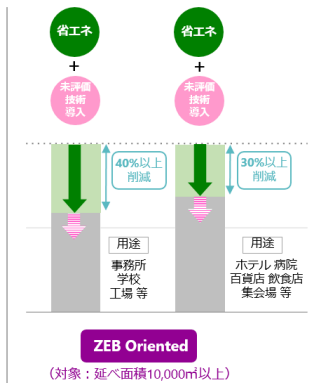 省エネ
+
未評価
技術
導入
40%以上
削減
用途
事務所
学校
工場 等
省エネ
+
未評価
技術
導入
30%以上
削減
用途
ホテル 病院
百貨店 飲食店
集会場 等
ZEB Oriented
（対象：延べ面積10,000㎡以上）